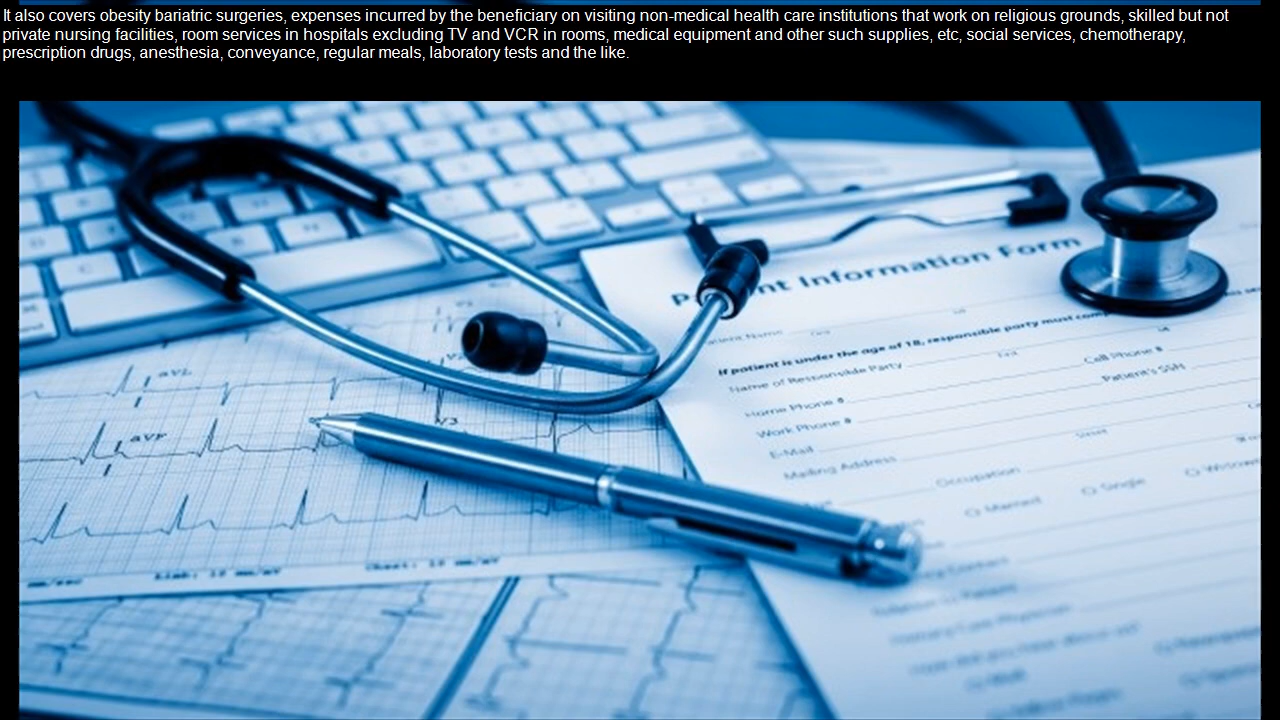 It also covers obesity bariatric surgeries, expenses incurred by the beneficiary on visiting non-medical health care institutions that work on religious grounds, skilled but not
private nursing facilities, room services in hospitals excluding TV and VCR in rooms, medical equipment and other such supplies, etc, social services, chemotherapy,
prescription drugs, anesthesia, conveyance, regular meals, laboratory tests and the like.
Information Form
If patient is under the age of 18, responsible party must
Name of Responsible Party
Cell Phone #
Home Phone #
Patient's SSN
Work Phone #
E-Mail
Mailing Address
Occupation
Married
Single
aVL
aVF
V3